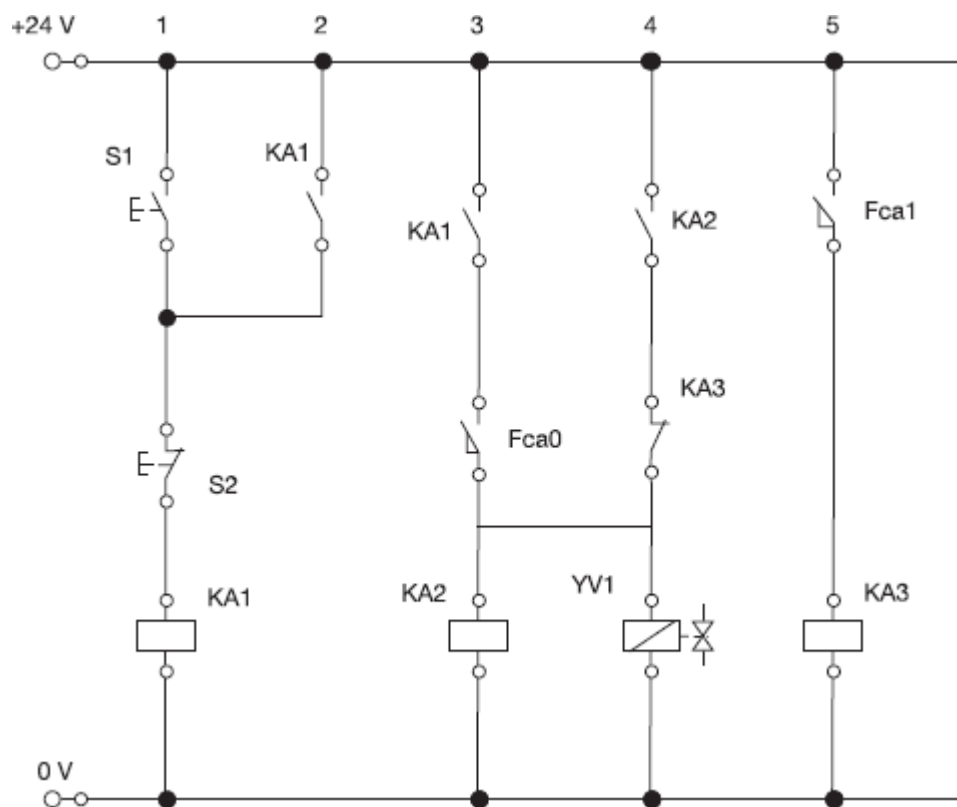 +24 V 1 2 3 4 5
S1 KA1
KA1 KA2 Fca1
KA3
Fca0
S2
KA1 KA2 YV1 KA3
0 V